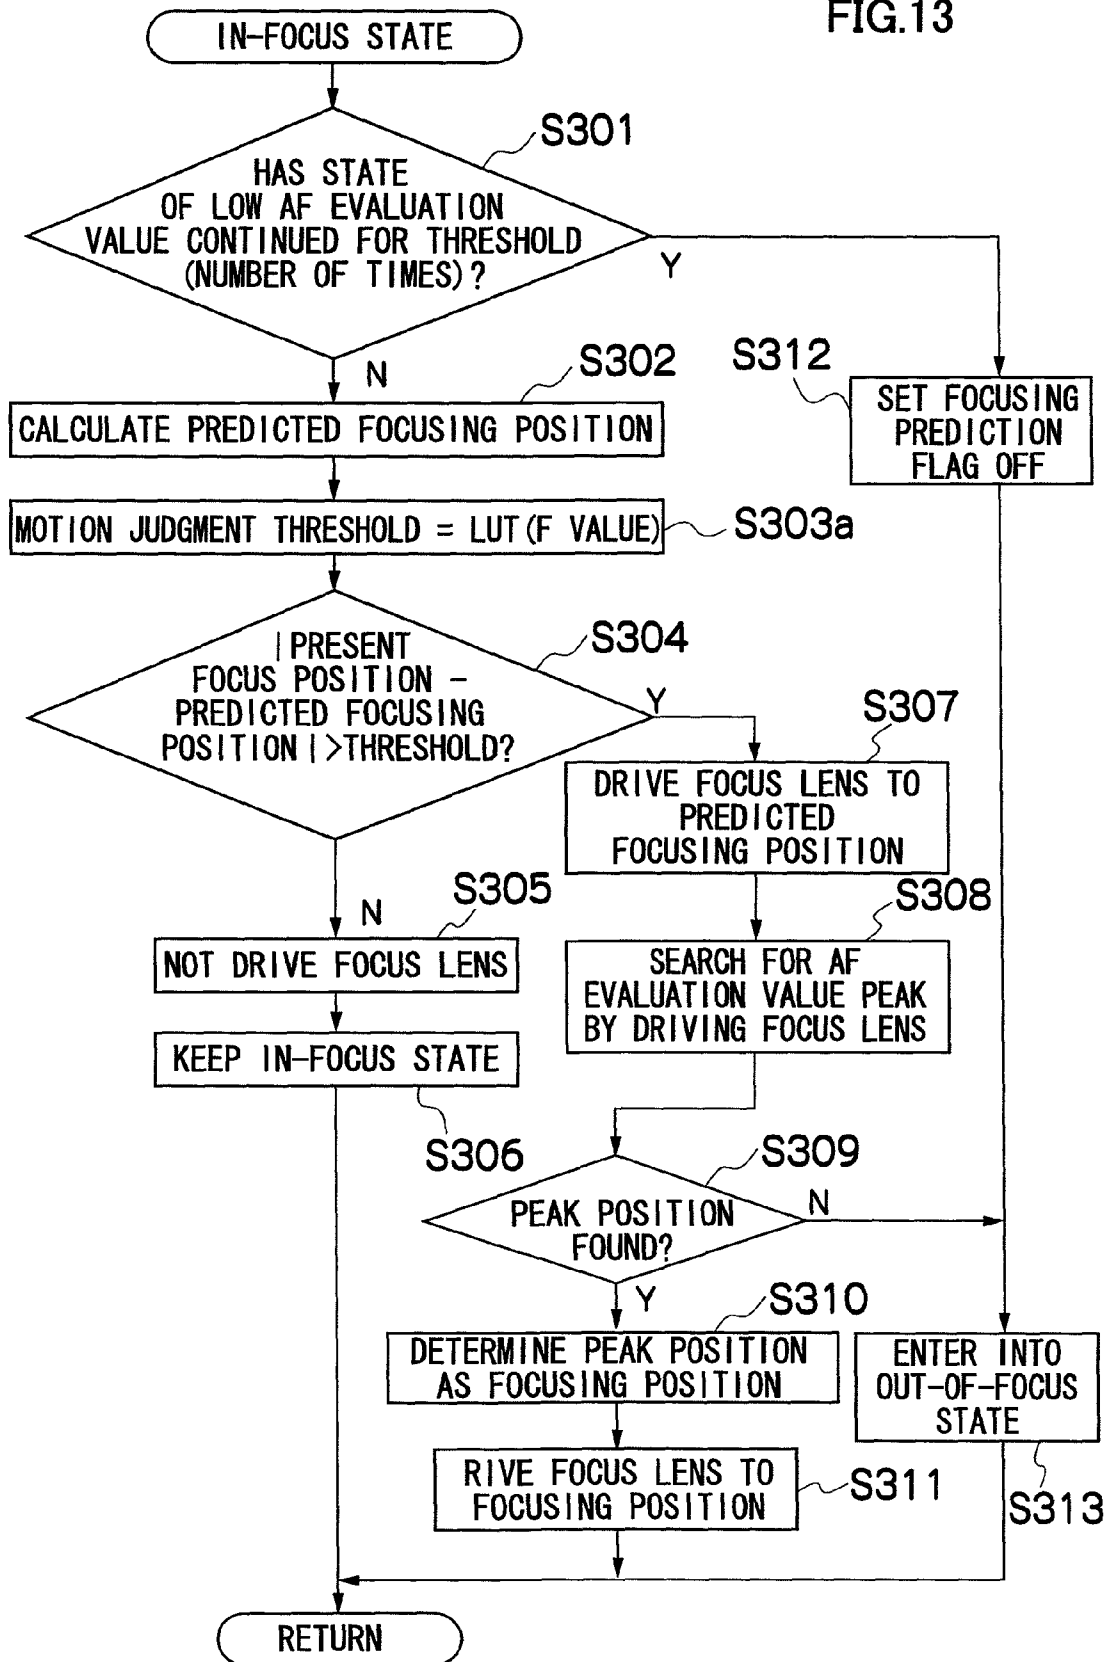 FIG.13
IN-FOCUS STATE
S301
HAS STATE
OF LOW AF EVALUATION
VALUE CONTINUED FOR THRESHOLD
(NUMBER OF TIMES)?
Y
N
S302
S312
SET FOCUSING
PREDICTION
FLAG OFF
CALCULATE PREDICTED FOCUSING POSITION
MOTION JUDGMENT THRESHOLD = LUT(F VALUE)
S303a
|PRESENT
FOCUS POSITION -
PREDICTED FOCUSING
POSITION|>THRESHOLD?
S304
Y
N
S307
DRIVE FOCUS LENS TO
PREDICTED
FOCUSING POSITION
S305
NOT DRIVE FOCUS LENS
S308
SEARCH FOR AF
EVALUATION VALUE PEAK
BY DRIVING FOCUS LENS
KEEP IN-FOCUS STATE
S306
S309
PEAK POSITION
FOUND?
N
Y
S310
DETERMINE PEAK POSITION
AS FOCUSING POSITION
ENTER INTO
OUT-OF-FOCUS
STATE
RIVE FOCUS LENS TO
FOCUSING POSITION
S311
S313
RETURN